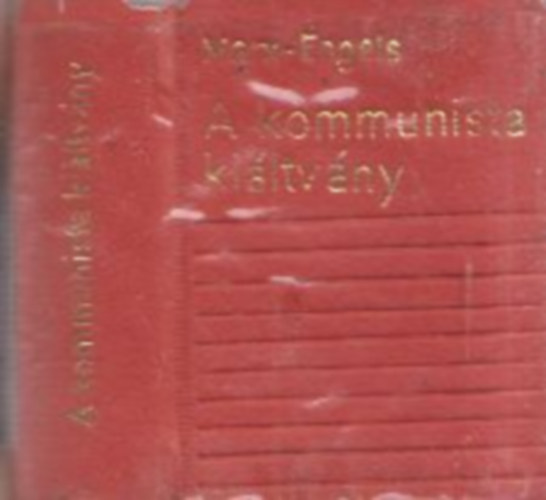 Marx-Engels
A kommunista
kiáltvány
A kommunista kiáltvány